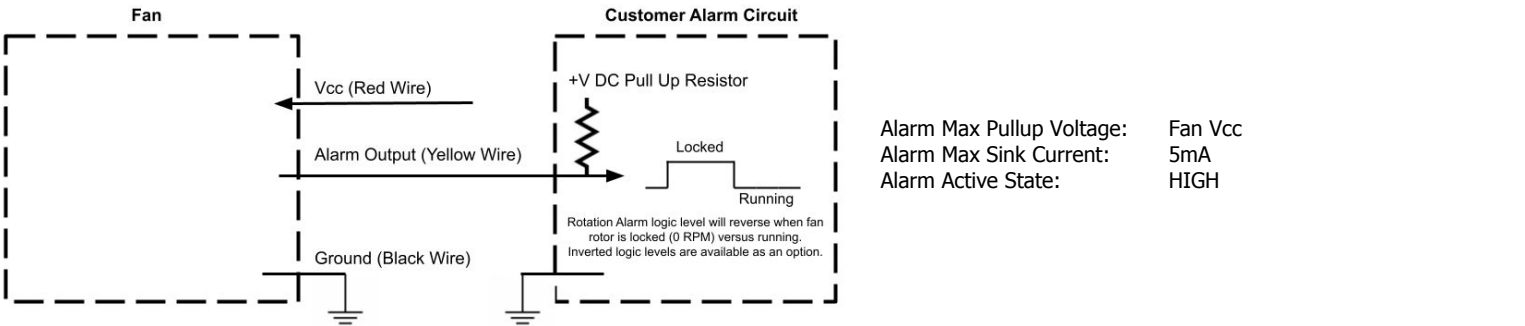 Fan
Customer Alarm Circuit
Vcc (Red Wire)
+V DC Pull Up Resistor
Alarm Output (Yellow Wire)
Locked
Running
Rotation Alarm logic level will reverse when fan
rotor is locked (0 RPM) versus running.
Inverted logic levels are available as an option.
Ground (Black Wire)
Alarm Max Pullup Voltage: Fan Vcc
Alarm Max Sink Current: 5mA
Alarm Active State: HIGH